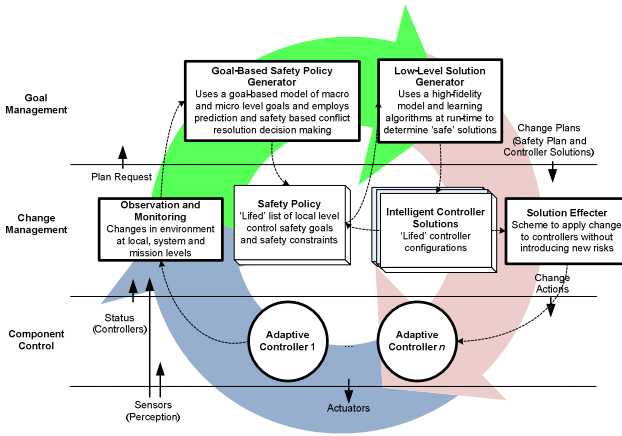 Goal-Based Safety Policy
Generator
Uses a goal-based model of macro
and micro level goals and employs
prediction and safety based conflict
resolution decision making
Low-Level Solution
Generator
Uses a high-fidelity
model and learning
algorithms at run-time to
determine 'safe' solutions
Goal
Management
Change Plans
(Safety Plan and
Controller Solutions)
Plan Request
Change
Management
Observation and
Monitoring
Changes in environment
at local, system and
mission levels
Safety Policy
'Lifed' list of local level
control safety goals
and safety constraints
Intelligent Controller
Solutions
'Lifed' controller
configurations
Solution Effecter
Scheme to apply change
to controllers without
introducing new risks
Change
Actions
Component
Control
Status
(Controllers)
Adaptive
Controller 1
...
Adaptive
Controller n
Sensors
(Perception)
Actuators